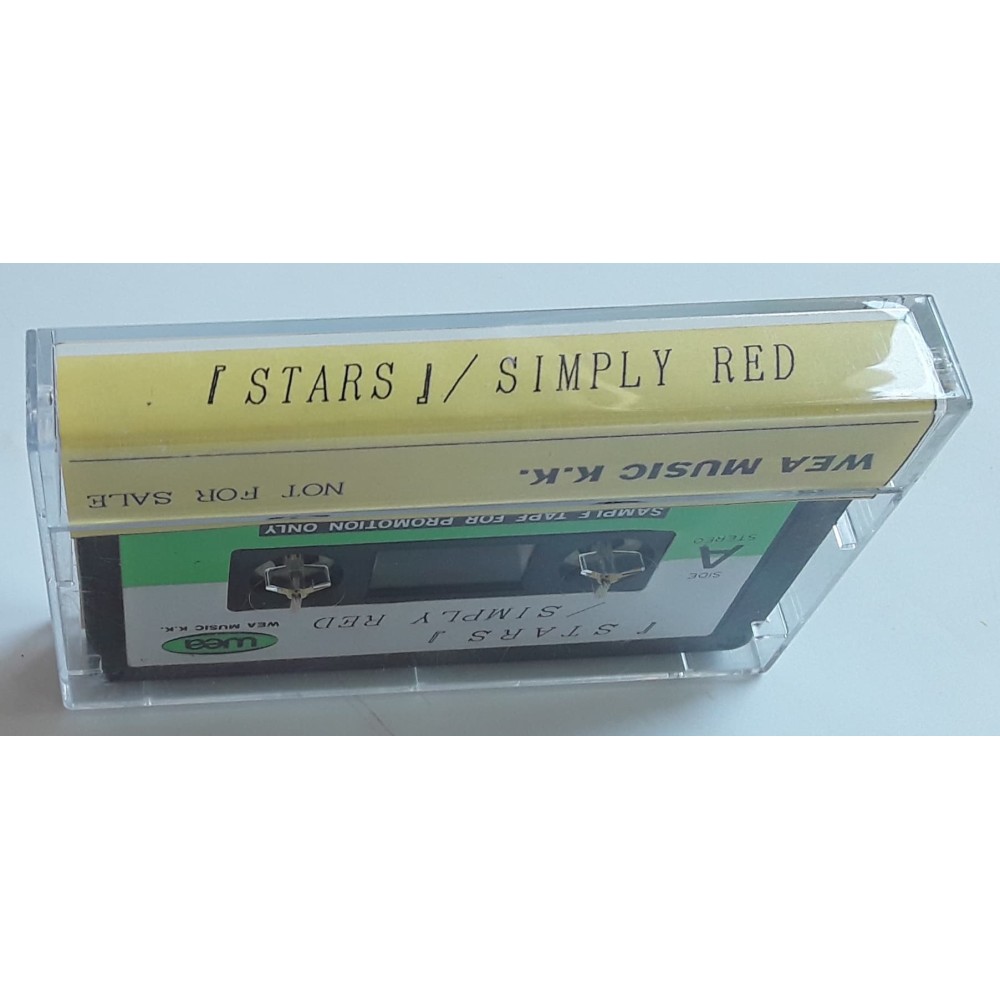 『STARS』/ SIMPLY RED
WEA MUSIC K.K.
NOT FOR SALE
SAMPLE TAPE FOR PROMOTION ONLY
SIDE
A
STEREO
『STARS』
/SIMPLY RED
wea
WEA MUSIC K.K.